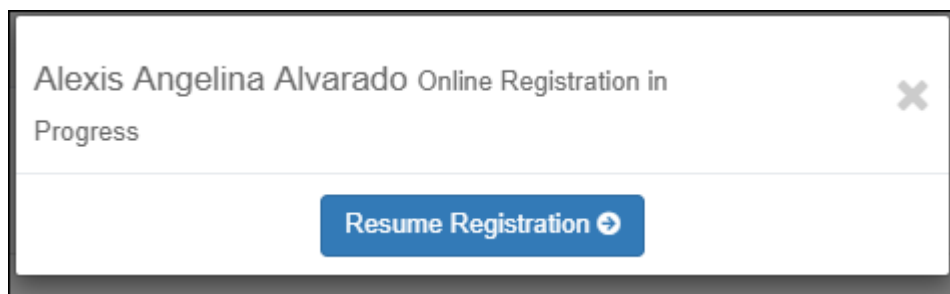 Alexis Angelina Alvarado Online Registration in
Progress
Resume Registration